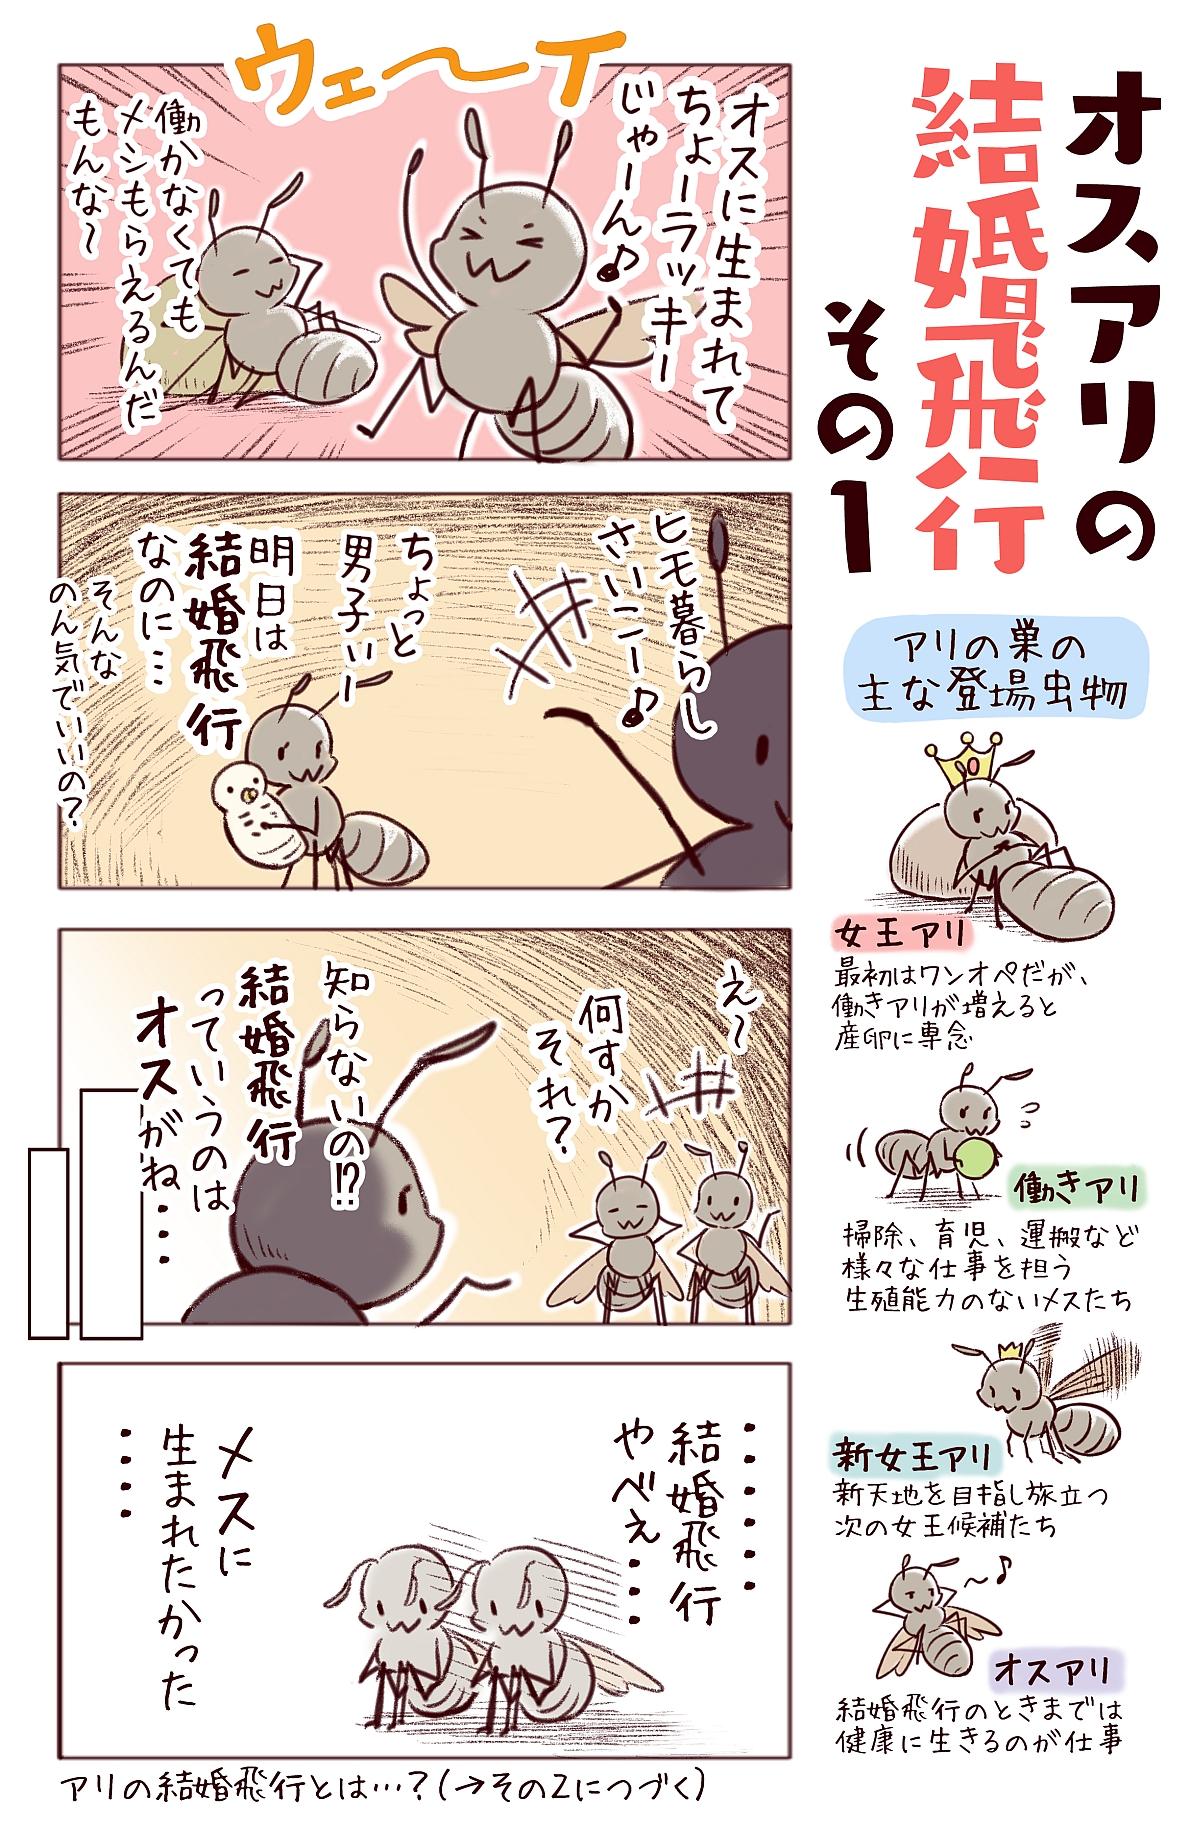 オスアリの
結婚飛行
その1
ウェ〜イ
オスに生まれて
ちょーラッキー
じゃーん♪
働かなくても
メシもらえるんだ
もんな〜
ヒモ暮らし
さいこー♪
ちょっと
男子ぃー
明日は
結婚飛行
なのに…
そんな
のん気でいいの?
え〜
何すか
それ?
知らないの!?
結婚飛行
っていうのは
オスがね…
……
結婚飛行
やべぇ…
メスに
生まれたかった
……
アリの結婚飛行とは…?(→その2につづく)
アリの巣の
主な登場虫物
女王アリ
最初はワンオペだが、
働きアリが増えると
産卵に専念
働きアリ
掃除、育児、運搬など
様々な仕事を担う
生殖能力のないメスたち
新女王アリ
新天地を目指し旅立つ
次の女王候補たち
〜♪
オスアリ
結婚飛行のときまでは
健康に生きるのが仕事